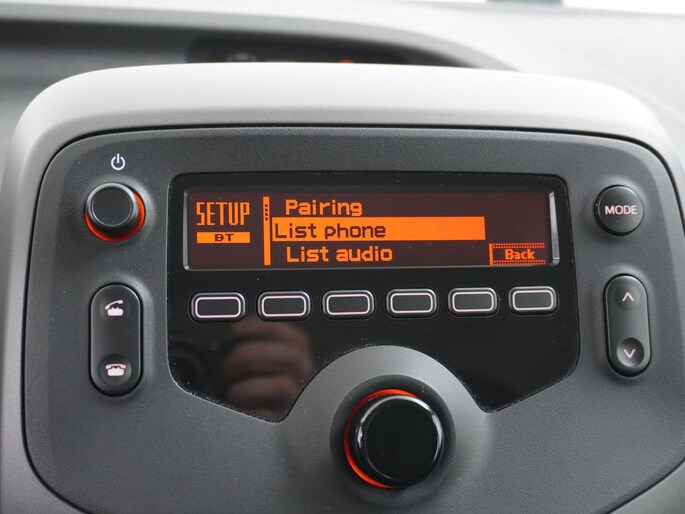 SETUP
BT
Pairing
List phone
List audio
Back
MODE